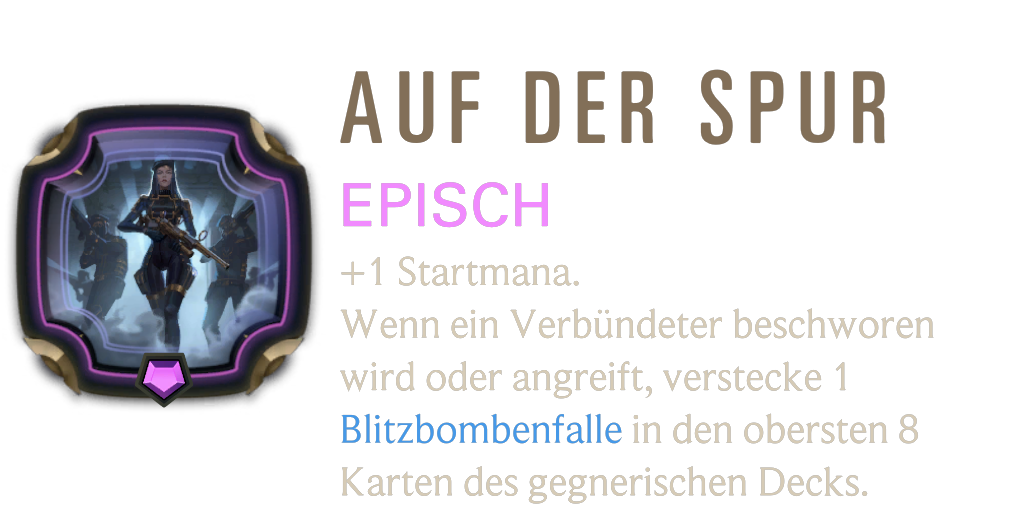 AUF DER SPUR
EPISCH
+1 Startmana.
Wenn ein Verbündeter beschworen
wird oder angreift, verstecke 1
Blitzbombenfalle in den obersten 8
Karten des gegnerischen Decks.